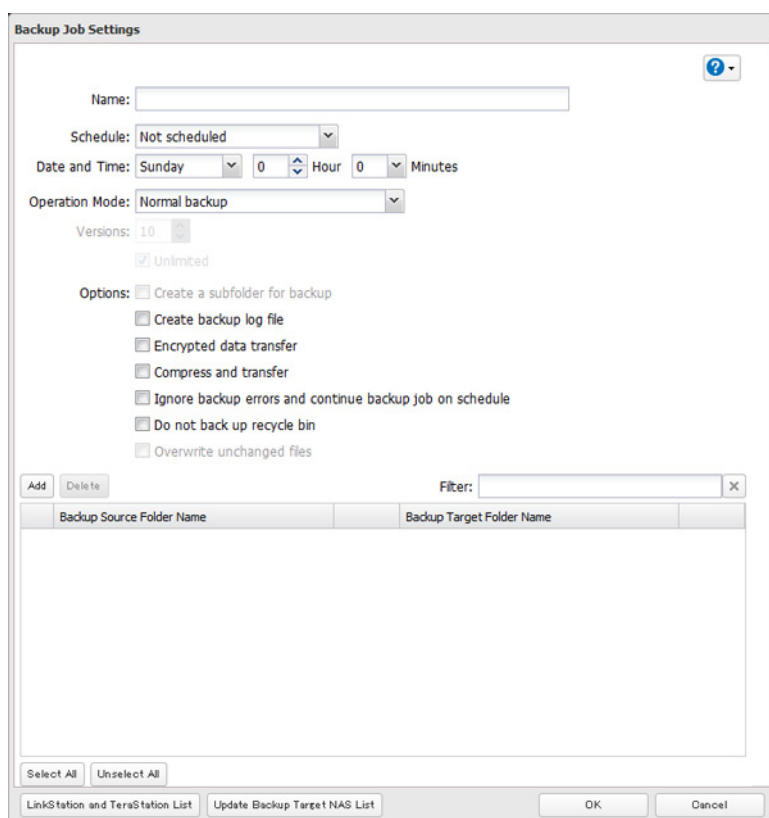 Backup Job Settings
?
Name:
Schedule: Not scheduled
Date and Time: Sunday 0 Hour 0 Minutes
Operation Mode: Normal backup
Versions: 10
Unlimited
Options: Create a subfolder for backup
Create backup log file
Encrypted data transfer
Compress and transfer
Ignore backup errors and continue backup job on schedule
Do not back up recycle bin
Overwrite unchanged files
Add Delete Filter:
Backup Source Folder Name Backup Target Folder Name
Select All Unselect All
LinkStation and TeraStation List Update Backup Target NAS List OK Cancel